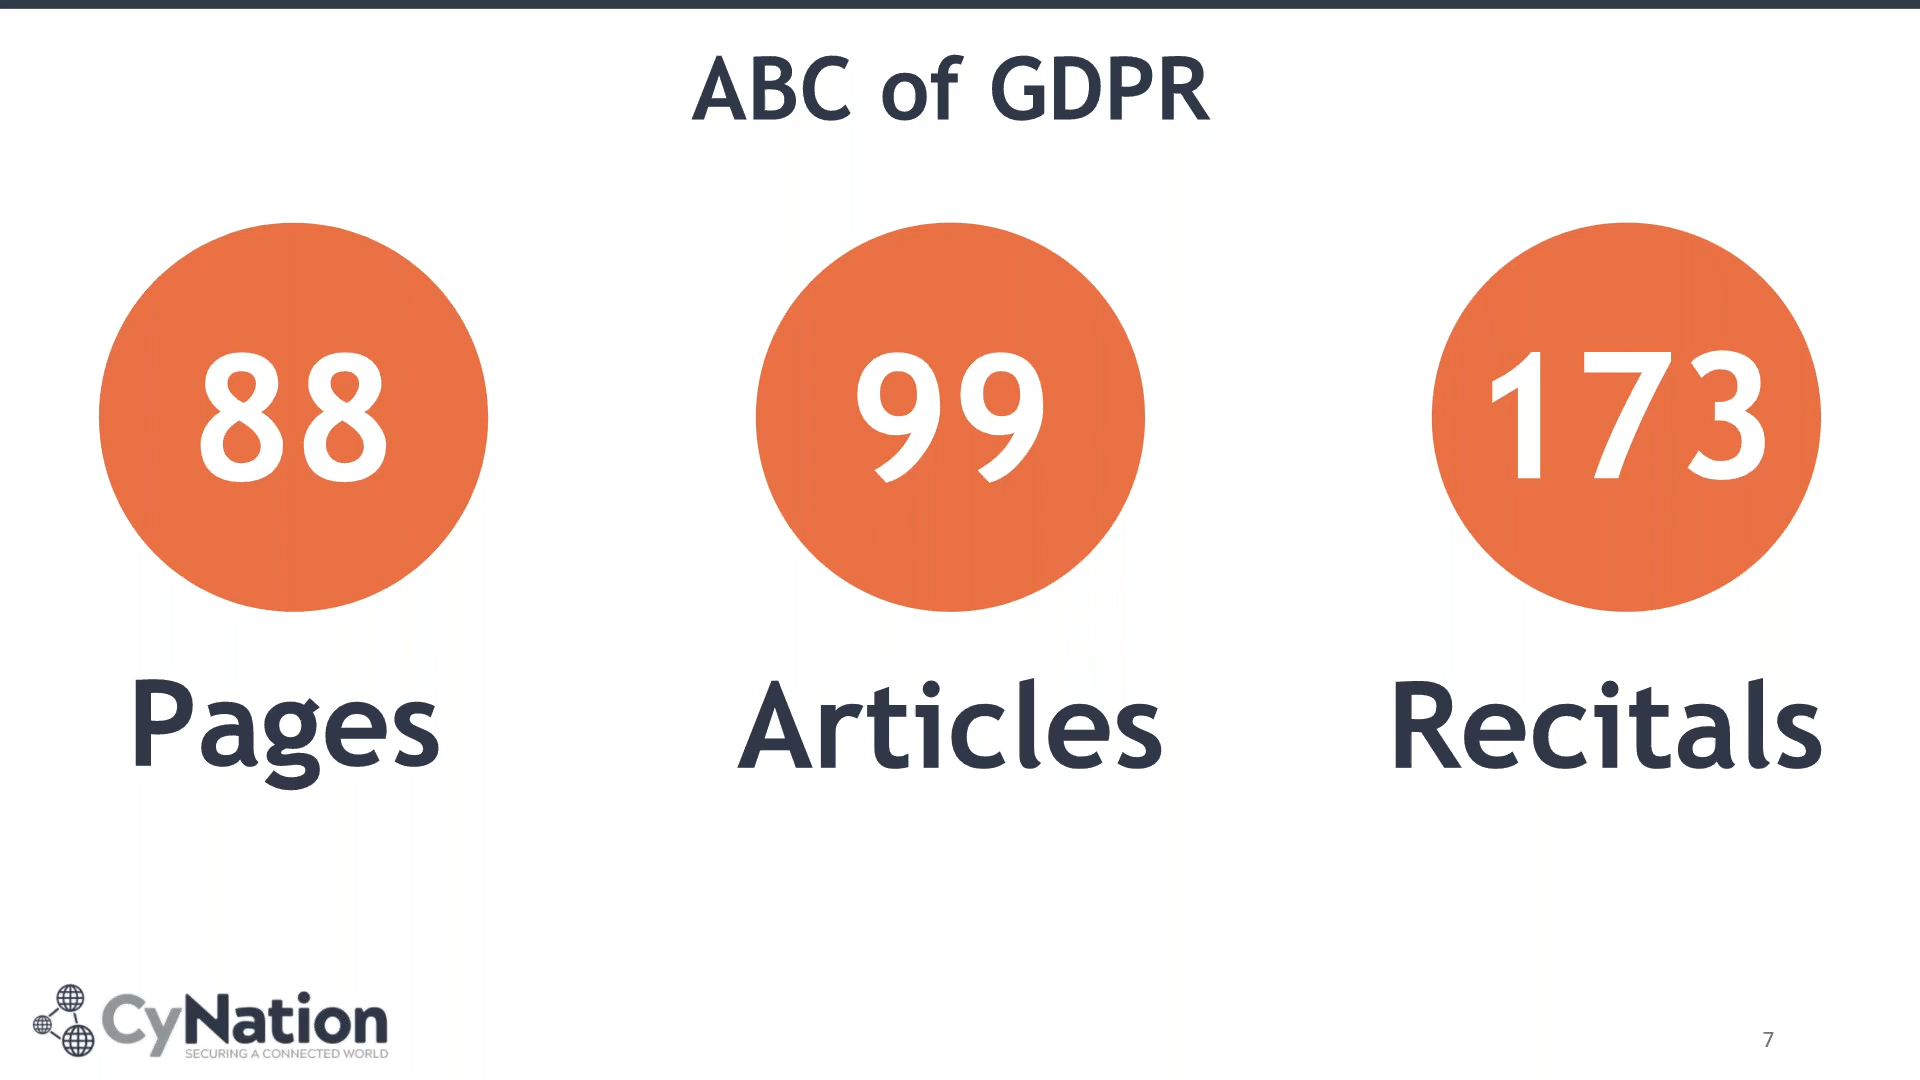 ABC of GDPR
88
99
173
Pages
Articles
Recitals
CyNation
SECURING A CONNECTED WORLD
7